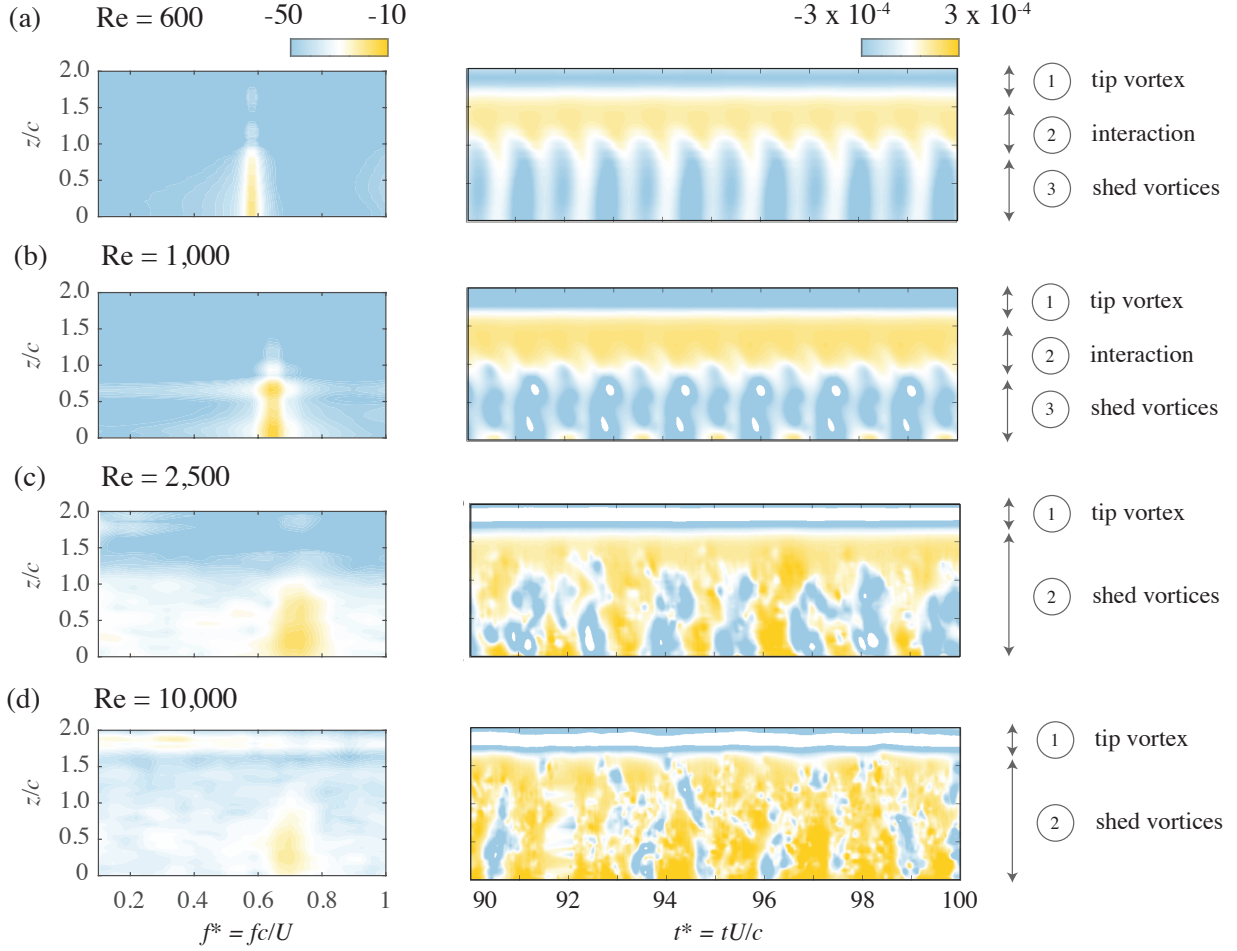 (a) Re = 600 -50 -10 -3 x 10⁻⁴ 3 x 10⁻⁴
2.0
1.5
1.0
0.5
0
z/c
1 tip vortex
2 interaction
3 shed vortices
(b) Re = 1,000
2.0
1.5
1.0
0.5
0
z/c
1 tip vortex
2 interaction
3 shed vortices
(c) Re = 2,500
2.0
1.5
1.0
0.5
0
z/c
1 tip vortex
2 shed vortices
(d) Re = 10,000
2.0
1.5
1.0
0.5
0
z/c
1 tip vortex
2 shed vortices
0.2 0.4 0.6 0.8 1 90 92 94 96 98 100
f* = fc/U t* = tU/c